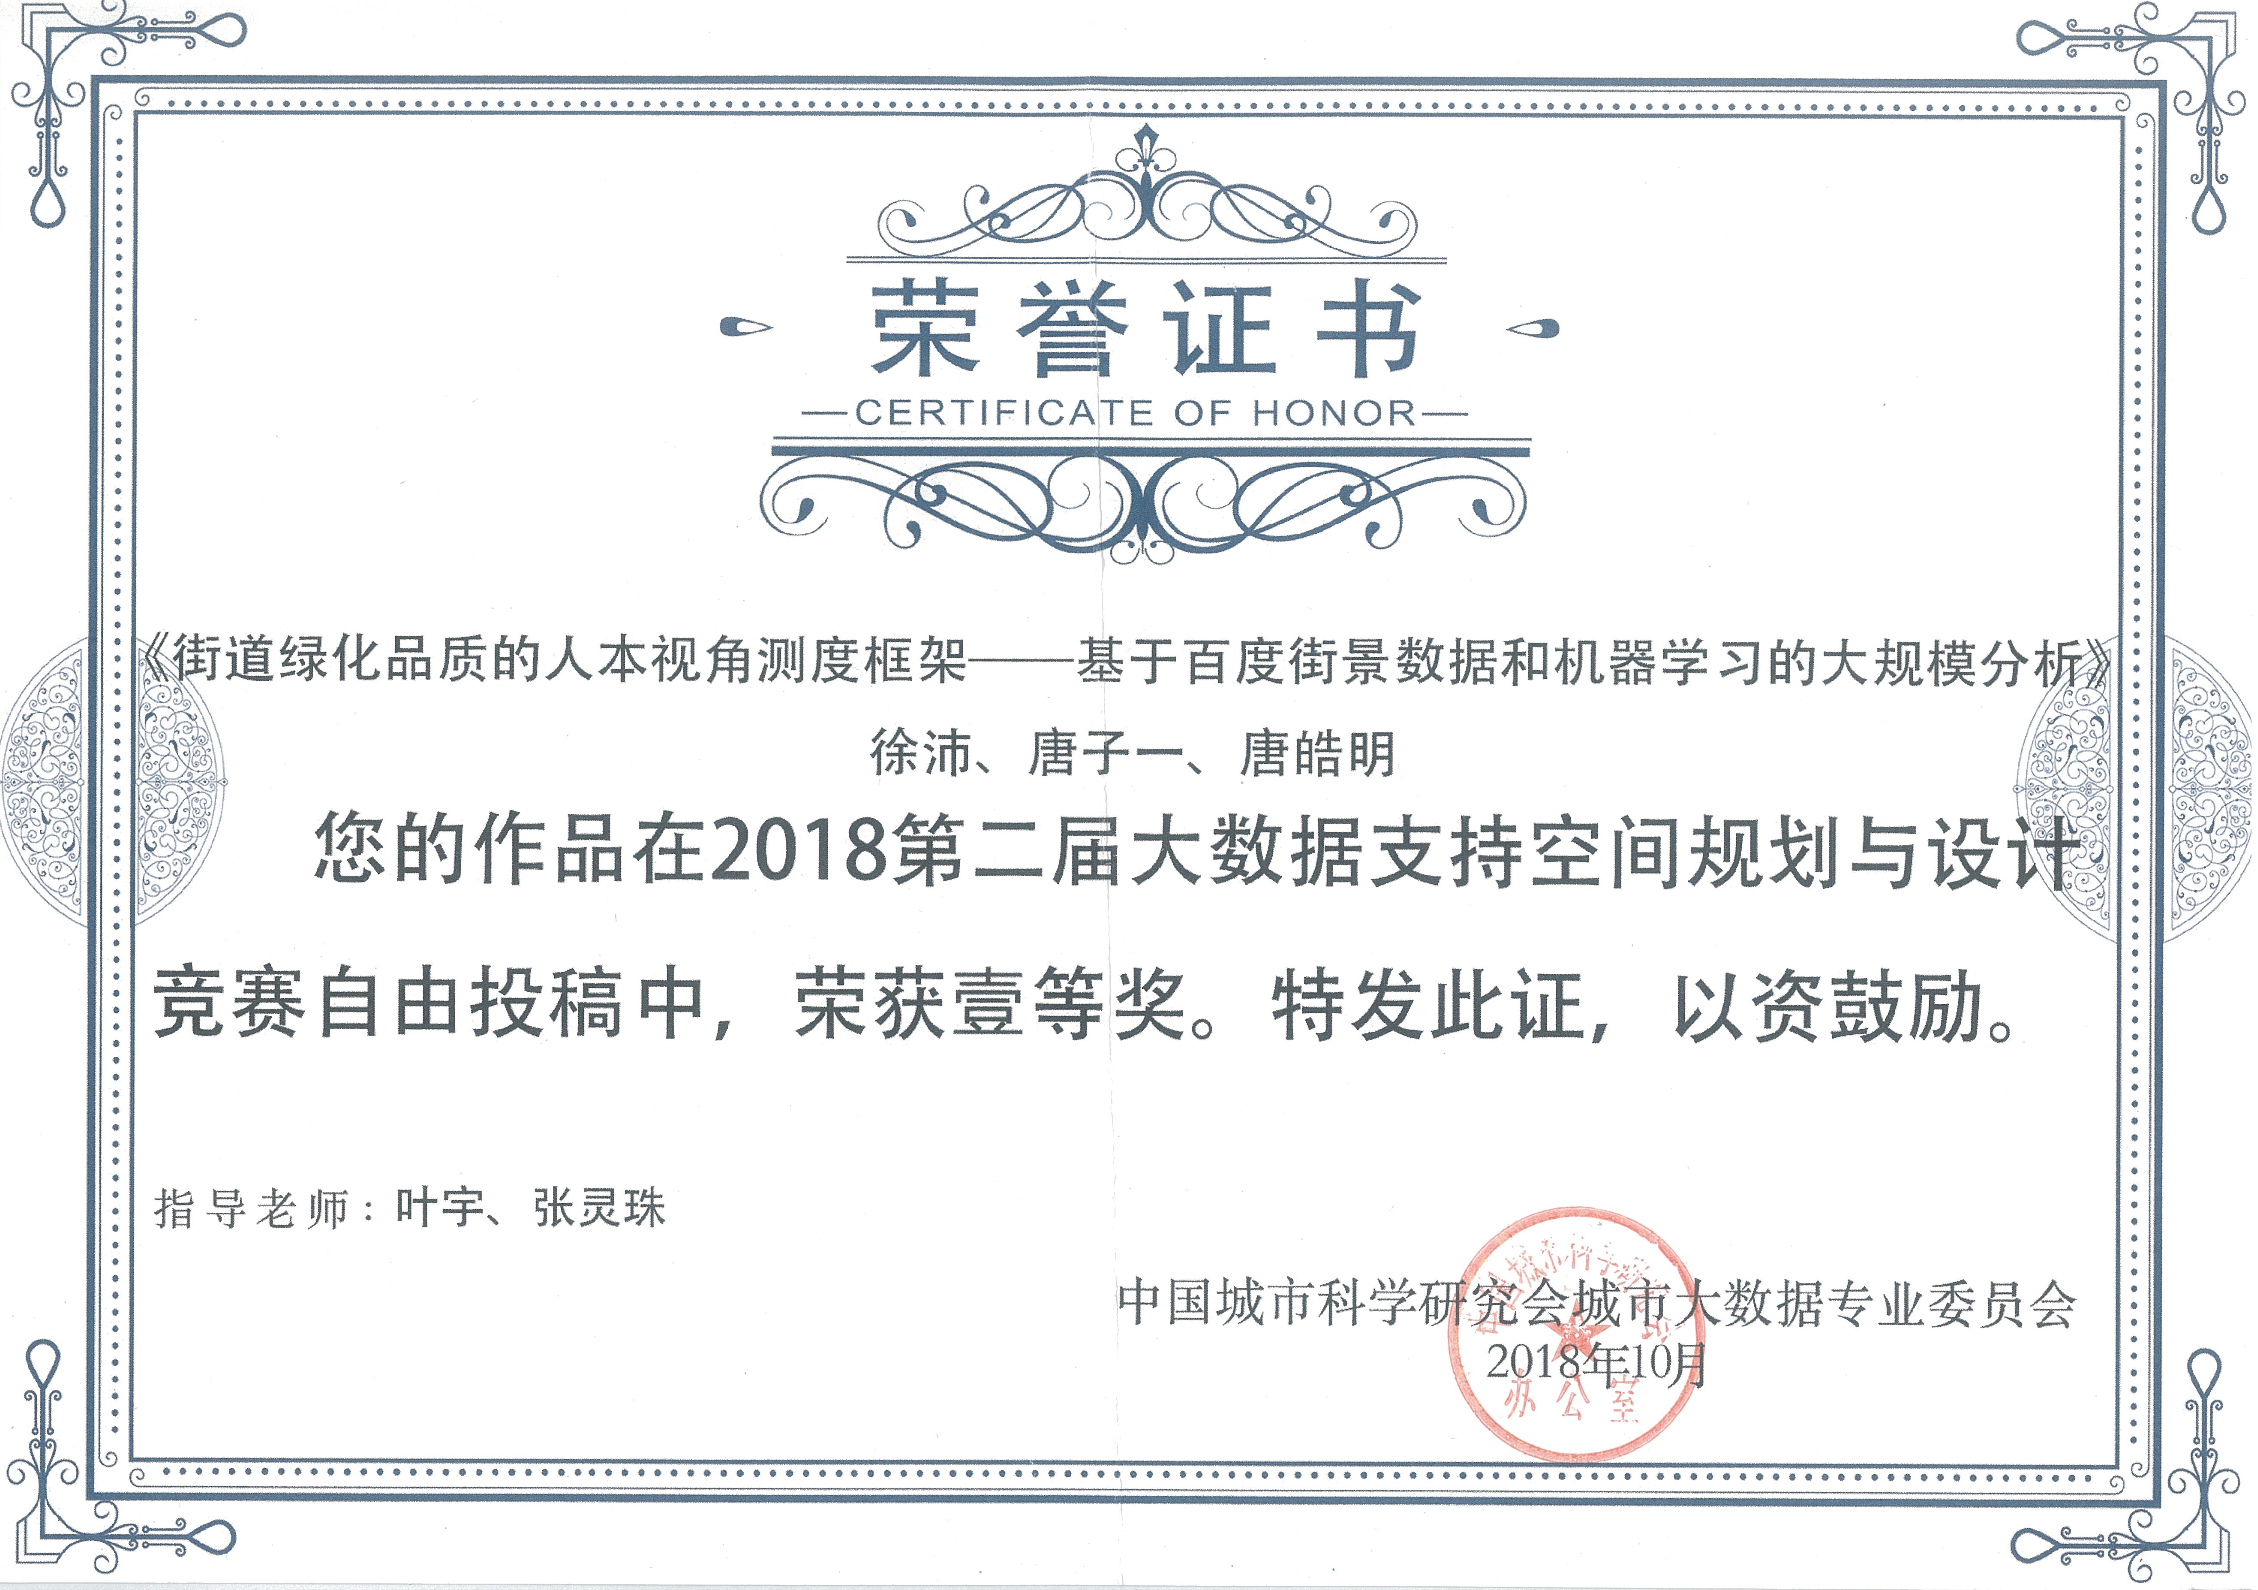 荣誉证书
—CERTIFICATE OF HONOR—
《街道绿化品质的人本视角测度框架——基于百度街景数据和机器学习的大规模分析》
徐沛、唐子一、唐皓明
您的作品在2018第二届大数据支持空间规划与设计
竞赛自由投稿中，荣获壹等奖。特发此证，以资鼓励。
指导老师：叶宇、张灵珠
中国城市科学研究会城市大数据专业委员会
2018年10月
办公室